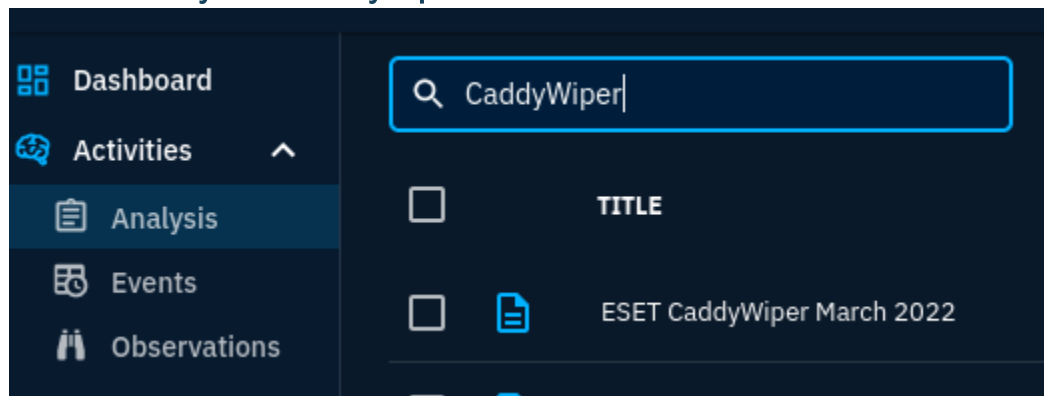 Dashboard
Activities
Analysis
Events
Observations
CaddyWiper
TITLE
ESET CaddyWiper March 2022